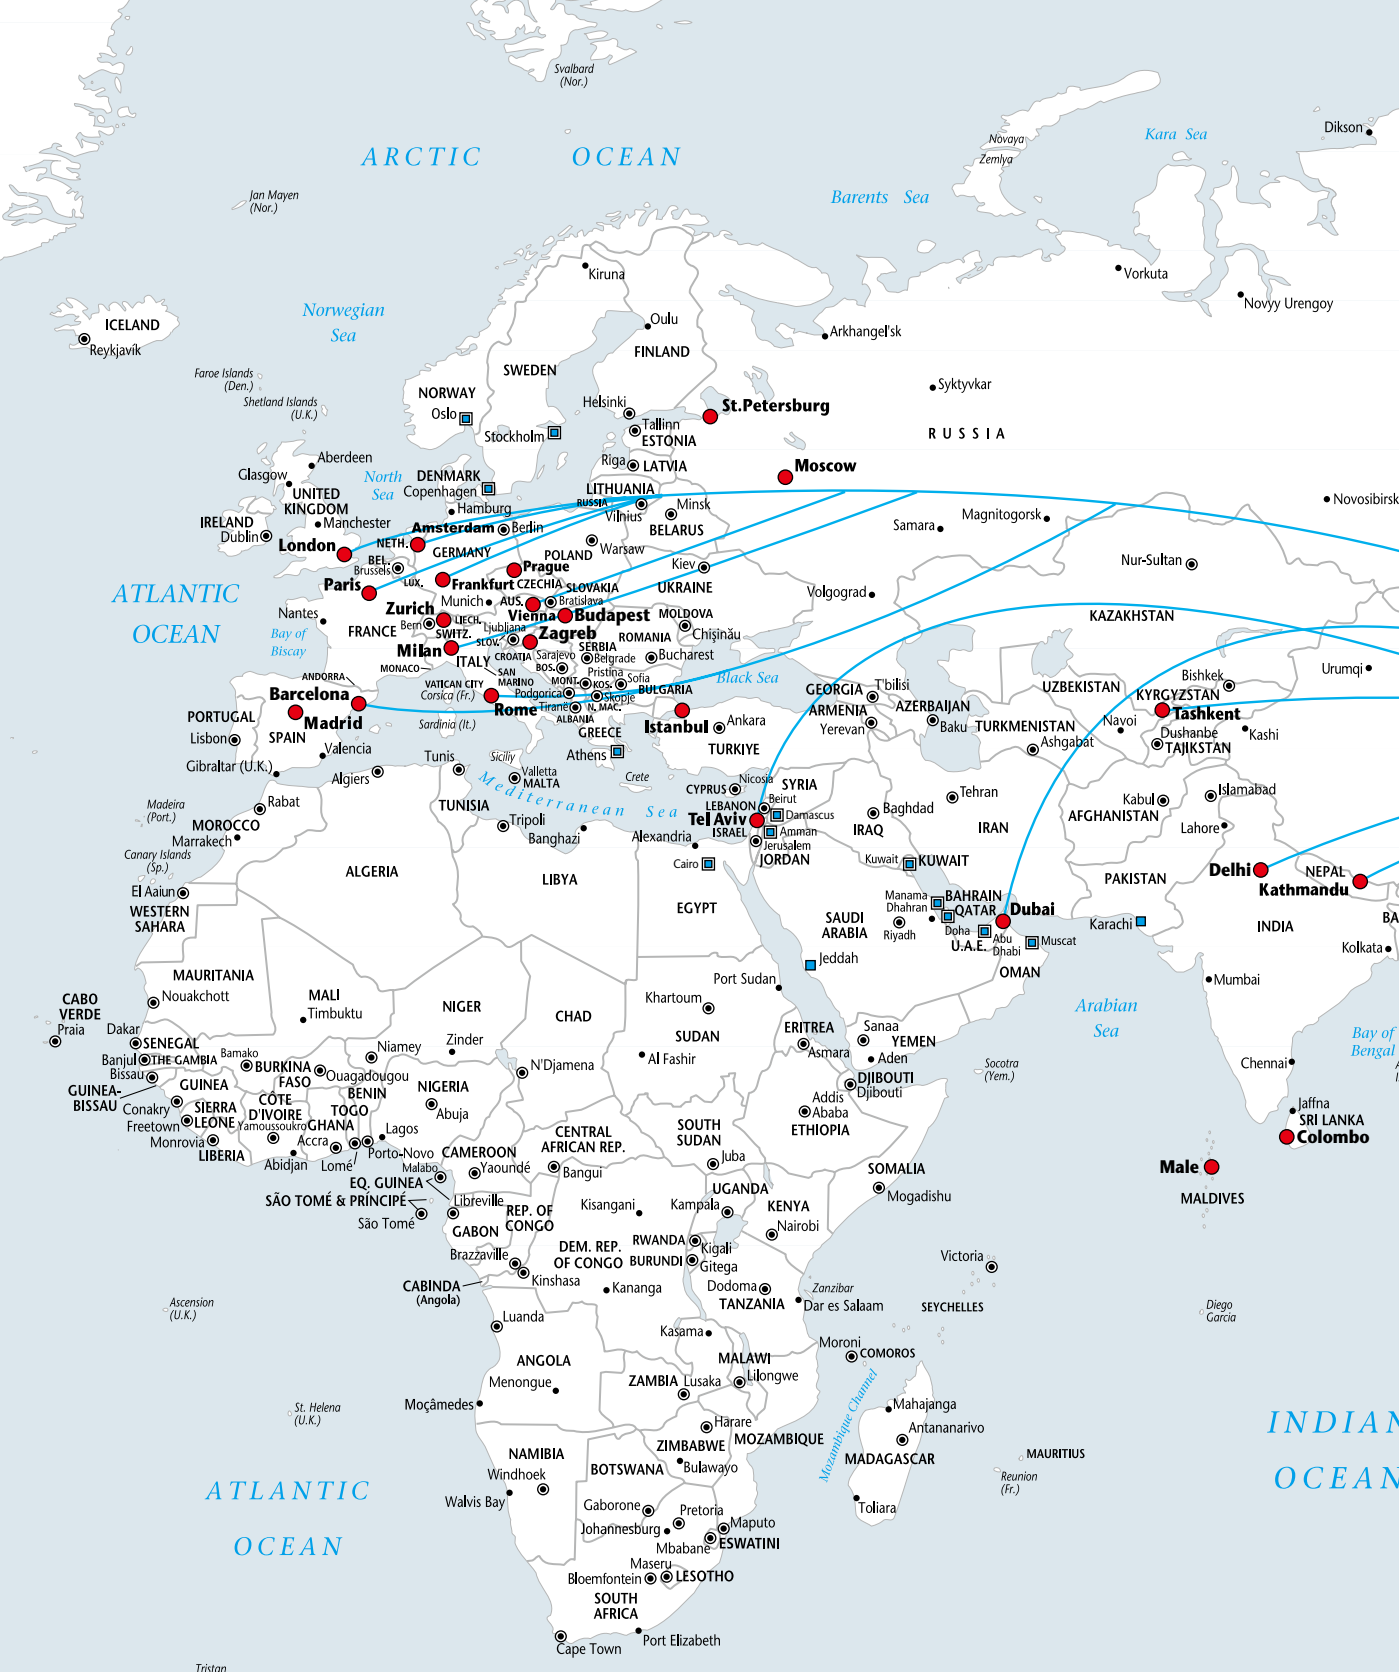 Svalbard
(Nor.)
ARCTIC OCEAN
Novaya
Zemlya
Kara Sea
Dikson
Barents Sea
Jan Mayen
(Nor.)
Kiruna
Vorkuta
Novyy Urengoy
Norwegian
Sea
ICELAND
Reykjavík
Oulu
Arkhangel'sk
FINLAND
SWEDEN
Faroe Islands
(Den.)
Shetland Islands
(U.K.)
NORWAY
Oslo
Syktyvkar
Helsinki
St.Petersburg
Stockholm
Tallinn
ESTONIA
RUSSIA
Aberdeen
Glasgow
North
Sea
DENMARK
Copenhagen
Riga
LATVIA
Moscow
UNITED
KINGDOM
LITHUANIA
RUSSIA
Vilnius
Minsk
BELARUS
Hamburg
IRELAND
Dublin
Manchester
Amsterdam
Berlin
Samara
Magnitogorsk
Novosibirsk
London
NETH.
GERMANY
POLAND
Warsaw
BEL.
Brussels
Kiev
Nur-Sultan
Paris
LUX.
Frankfurt
Prague
CZECHIA
SLOVAKIA
UKRAINE
Volgograd
ATLANTIC
OCEAN
Nantes
Zurich
Munich
AUS.
Bratislava
Vienna
Budapest
MOLDOVA
Chişinău
KAZAKHSTAN
Bay of
Biscay
FRANCE
Bern
LIECH.
SWITZ.
Ljubljana
SLOV.
Zagreb
ROMANIA
Milan
ITALY
CROATIA
Sarajevo
BOS.
SERBIA
Belgrade
Bucharest
MONACO
SAN
MARINO
Pristina
MONT.
KOS.
Sofia
Black Sea
Urumqi
ANDORRA
VATICAN CITY
Corsica (Fr.)
Podgorica
Skopje
BULGARIA
GEORGIA
T'bilisi
UZBEKISTAN
Bishkek
KYRGYZSTAN
Barcelona
Rome
Tiranë
N. MAC.
ALBANIA
ARMENIA
AZERBAIJAN
Tashkent
PORTUGAL
Madrid
Sardinia (It.)
Istanbul
Ankara
Yerevan
Baku
TURKMENISTAN
Navoi
Dushanbe
Kashi
Lisbon
SPAIN
GREECE
TURKIYE
Ashgabat
TAJIKISTAN
Valencia
Tunis
Siciliy
Athens
Gibraltar (U.K.)
Algiers
Valletta
MALTA
Crete
Mediterranean Sea
CYPRUS
Nicosia
SYRIA
Tehran
Kabul
Islamabad
Madeira
(Port.)
Rabat
TUNISIA
LEBANON
Beirut
Damascus
Baghdad
AFGHANISTAN
MOROCCO
Tripoli
Tel Aviv
IRAQ
IRAN
Lahore
Marrakech
Banghazi
Alexandria
ISRAEL
Amman
Jerusalem
JORDAN
Canary Islands
(Sp.)
ALGERIA
LIBYA
Cairo
Kuwait
KUWAIT
PAKISTAN
Delhi
NEPAL
Kathmandu
El Aaiun
WESTERN
SAHARA
EGYPT
Manama
BAHRAIN
Dhahran
QATAR
Dubai
SAUDI
ARABIA
Riyadh
Doha
U.A.E.
Abu
Dhabi
Muscat
Karachi
INDIA
BA
Kolkata
Jeddah
OMAN
MAURITANIA
Port Sudan
Mumbai
CABO
VERDE
Praia
Nouakchott
MALI
Timbuktu
NIGER
CHAD
Khartoum
Arabian
Sea
Dakar
SENEGAL
SUDAN
ERITREA
Sanaa
YEMEN
Bay of
Bengal
Banjul
THE GAMBIA
Bamako
Niamey
Zinder
Al Fashir
Asmara
Aden
Socotra
(Yem.)
Chennai
Bissau
BURKINA
FASO
Ouagadougou
N'Djamena
DJIBOUTI
Djibouti
GUINEA-
BISSAU
GUINEA
BENIN
NIGERIA
Conakry
SIERRA
LEONE
CÔTE
D'IVOIRE
TOGO
GHANA
Abuja
Addis
Ababa
Jaffna
Freetown
Yamoussoukro
Accra
Lagos
SOUTH
SUDAN
ETHIOPIA
SRI LANKA
Monrovia
LIBERIA
Abidjan
Lomé
Porto-Novo
CENTRAL
AFRICAN REP.
Colombo
Malabo
CAMEROON
Yaoundé
Bangui
Juba
SOMALIA
Male
EQ. GUINEA
MALDIVES
SÃO TOMÉ & PRÍNCIPÉ
São Tomé
Libreville
REP. OF
CONGO
Kisangani
Kampala
UGANDA
KENYA
Mogadishu
GABON
Nairobi
Brazzaville
DEM. REP.
OF CONGO
RWANDA
Kigali
BURUNDI
Gitega
Victoria
CABINDA
(Angola)
Kinshasa
Kananga
Dodoma
TANZANIA
Zanzibar
Dar es Salaam
SEYCHELLES
Diego
Garcia
Ascension
(U.K.)
Luanda
Kasama
Moroni
COMOROS
ANGOLA
Menongue
ZAMBIA
Lusaka
MALAWI
Lilongwe
Moçâmedes
Mozambique Channel
Mahajanga
St. Helena
(U.K.)
Harare
Antananarivo
INDIAN
OCEAN
NAMIBIA
Windhoek
BOTSWANA
ZIMBABWE
Bulawayo
MOZAMBIQUE
MADAGASCAR
MAURITIUS
Reunion
(Fr.)
ATLANTIC
OCEAN
Walvis Bay
Gaborone
Pretoria
Johannesburg
Maputo
Toliara
Mbabane
ESWATINI
Maseru
Bloemfontein
LESOTHO
SOUTH
AFRICA
Cape Town
Port Elizabeth
Tristan